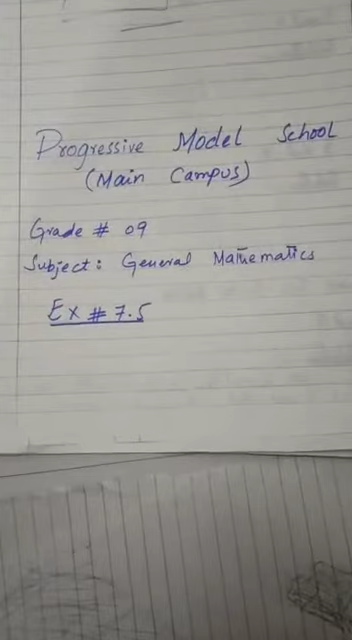 Progressive Model School
(Main Campus)
Grade # 09
Subject: General Mathematics
Ex # 7.5